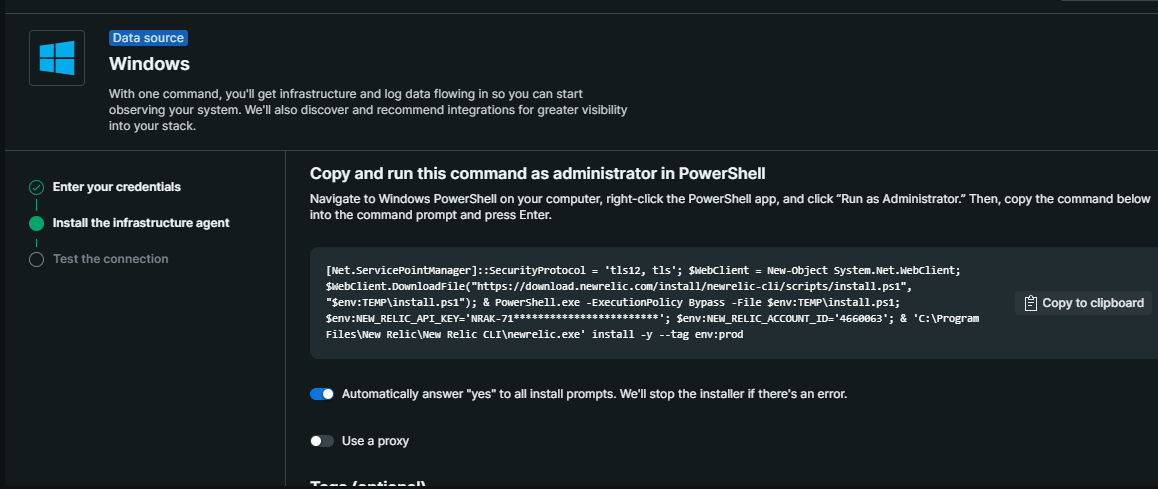 Data source
Windows
With one command, you'll get infrastructure and log data flowing in so you can start
observing your system. We'll also discover and recommend integrations for greater visibility
into your stack.
Enter your credentials
Install the infrastructure agent
Test the connection
Copy and run this command as administrator in PowerShell
Navigate to Windows PowerShell on your computer, right-click the PowerShell app, and click “Run as Administrator.” Then, copy the command below
into the command prompt and press Enter.
[Net.ServicePointManager]::SecurityProtocol = 'tls12, tls'; $WebClient = New-Object System.Net.WebClient;
$WebClient.DownloadFile("https://download.newrelic.com/install/newrelic-cli/scripts/install.ps1",
"$env:TEMP\install.ps1"); & PowerShell.exe -ExecutionPolicy Bypass -File $env:TEMP\install.ps1;
$env:NEW_RELIC_API_KEY='NRAK-71************************'; $env:NEW_RELIC_ACCOUNT_ID='4660063'; & 'C:\Program
Files\New Relic\New Relic CLI\newrelic.exe' install -y --tag env:prod
Copy to clipboard
Automatically answer "yes" to all install prompts. We'll stop the installer if there's an error.
Use a proxy
Tags (optional)